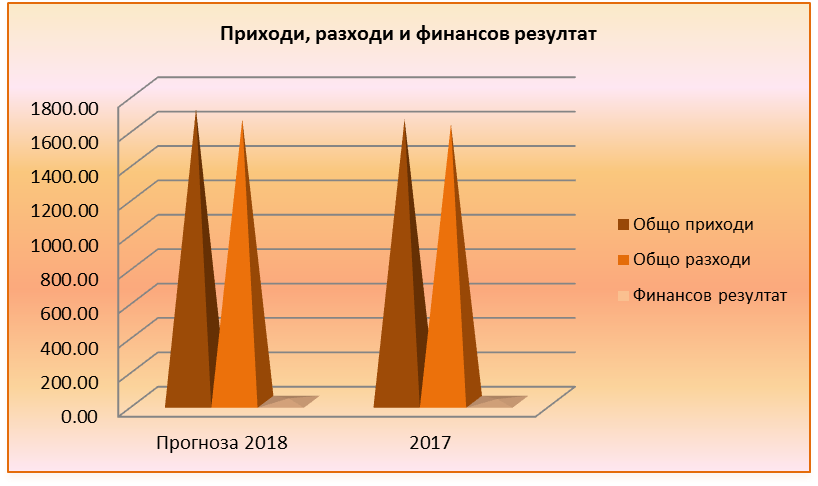 Приходи, разходи и финансов резултат
1800.00
1600.00
1400.00
1200.00
1000.00
800.00
600.00
400.00
200.00
0.00
Прогноза 2018
2017
Общо приходи
Общо разходи
Финансов резултат